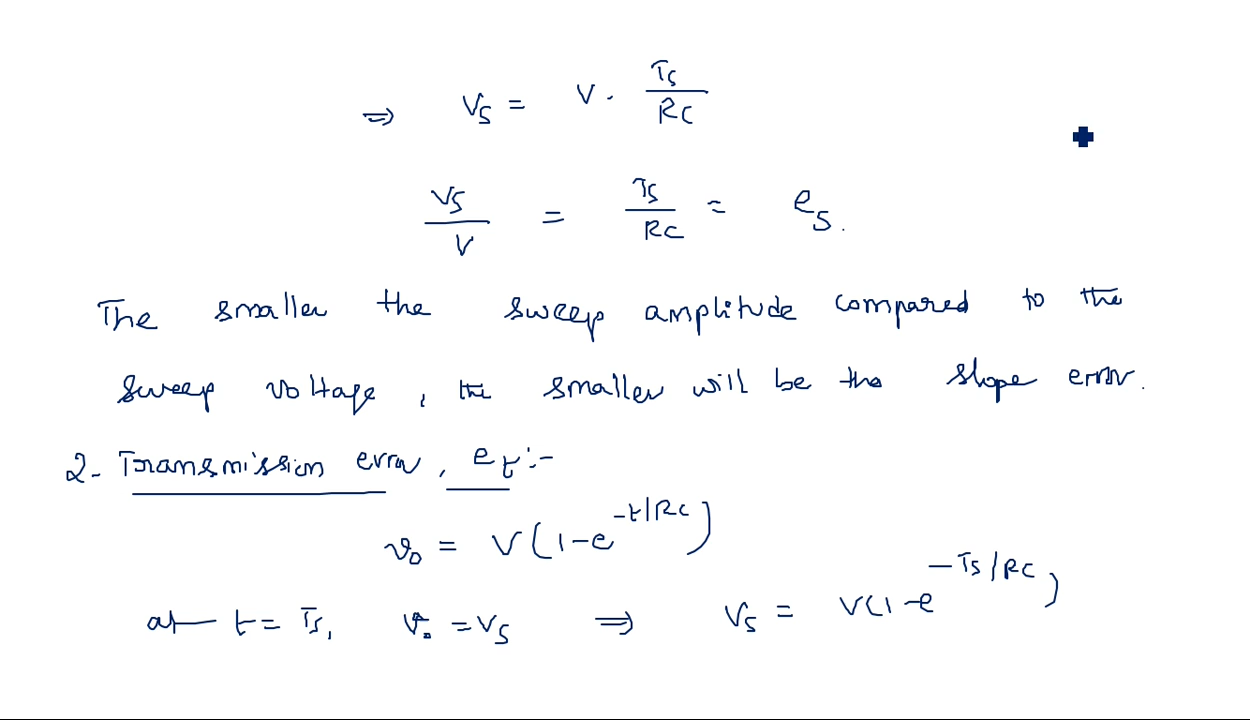 ⇒ Vs = V · Ts/RC
Vs/V = Ts/RC = es.
The smaller the sweep amplitude compared to the
sweep voltage, the smaller will be the slope error.
2- Transmission error, et:-
vo = V(1-e^-t/RC)
at t = Ts, vo = Vs ⇒ Vs = V(1-e^-Ts/RC)